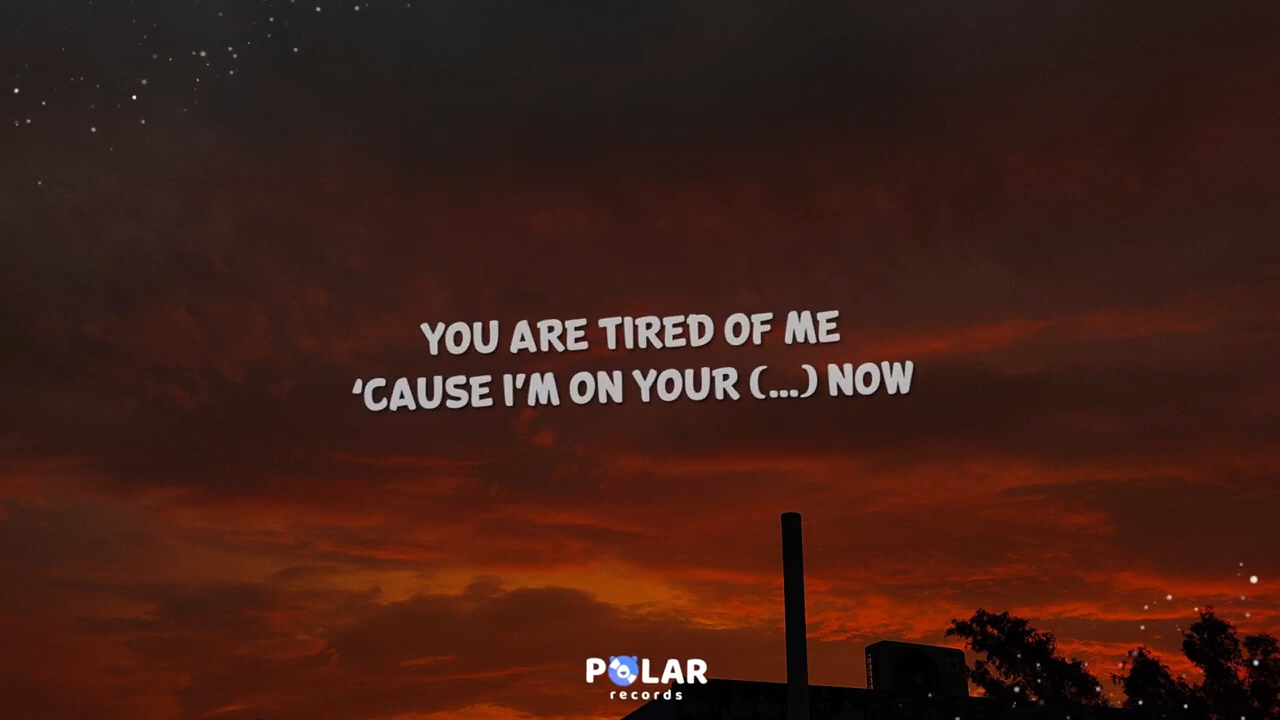 YOU ARE TIRED OF ME
‘CAUSE I’M ON YOUR (...) NOW
POLAR
records